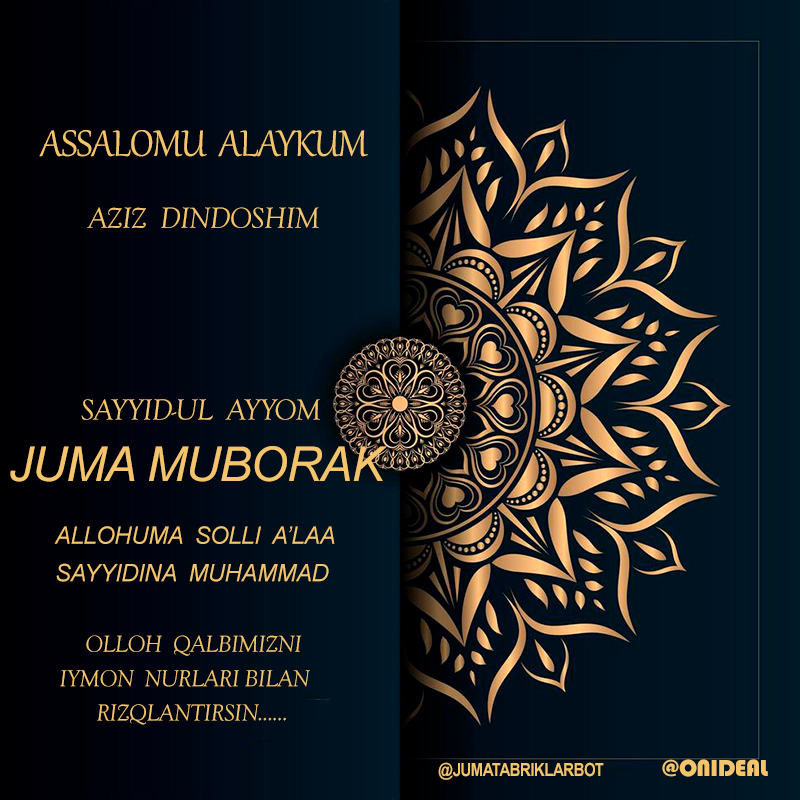 ASSALOMU ALAYKUM
AZIZ DINDOSHIM
SAYYID-UL AYYOM
JUMA MUBORAK
ALLOHUMA SOLLI A’LAA
SAYYIDINA MUHAMMAD
OLLOH QALBIMIZNI
IYMON NURLARI BILAN
RIZQLANTIRSIN......
@JUMATABRIKLARBOT
@ONIDEAL